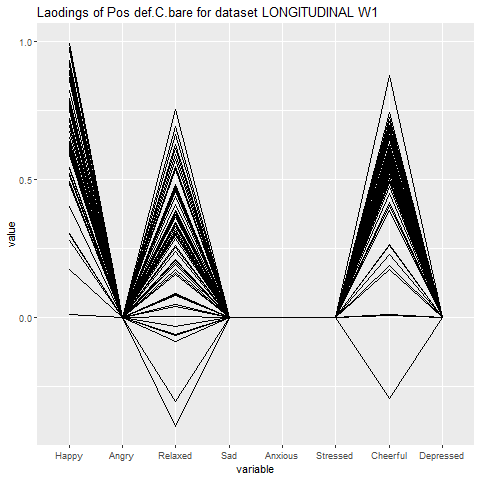 Laodings of Pos def.C.bare for dataset LONGITUDINAL W1
1.0
0.5
0.0
value
Happy Angry Relaxed Sad Anxious Stressed Cheerful Depressed
variable